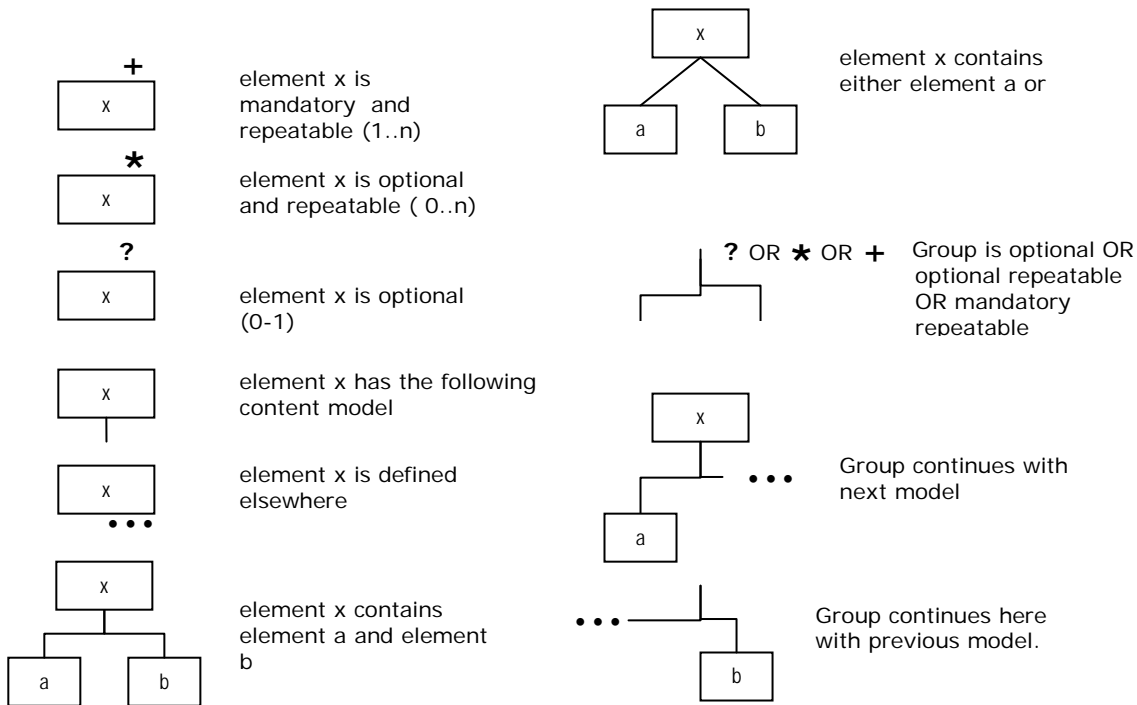 +
x
element x is
mandatory and
repeatable (1..n)
*
x
element x is optional
and repeatable ( 0..n)
?
x
element x is optional
(0-1)
x
element x has the following
content model
x
•••
element x is defined
elsewhere
x
a b
element x contains
element a and element
b
x
a b
element x contains
either element a or
? OR * OR +
Group is optional OR
optional repeatable
OR mandatory
repeatable
x
•••
a
Group continues with
next model
•••
b
Group continues here
with previous model.